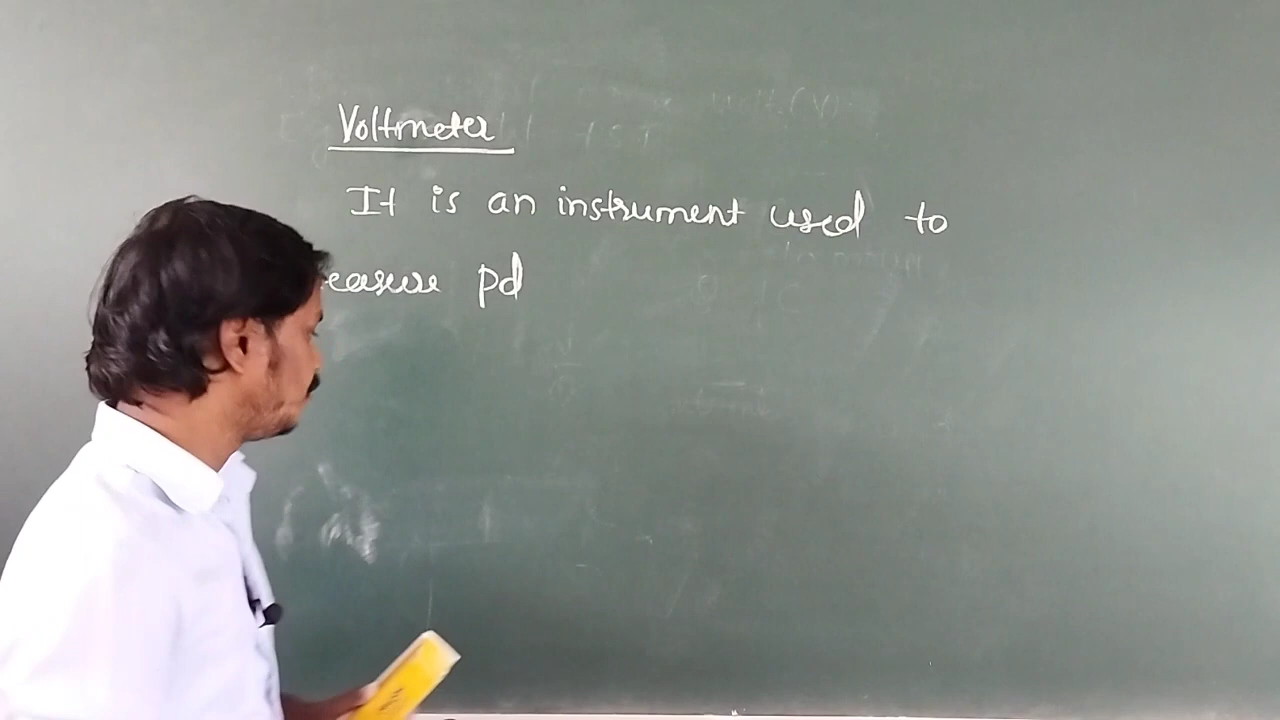 Voltmeter
It is an instrument used to
easure pd